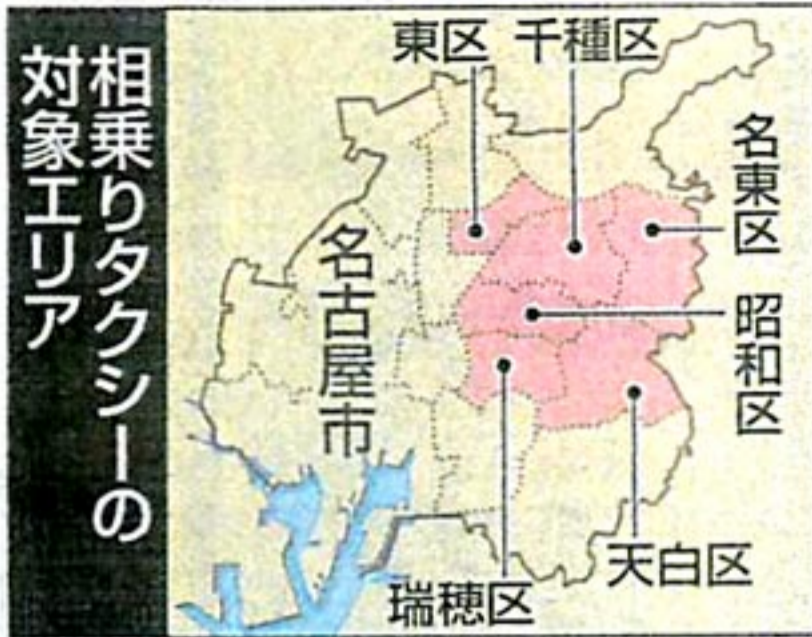 相乗りタクシーの
対象エリア
東区
千種区
名東区
昭和区
名古屋市
瑞穂区
天白区